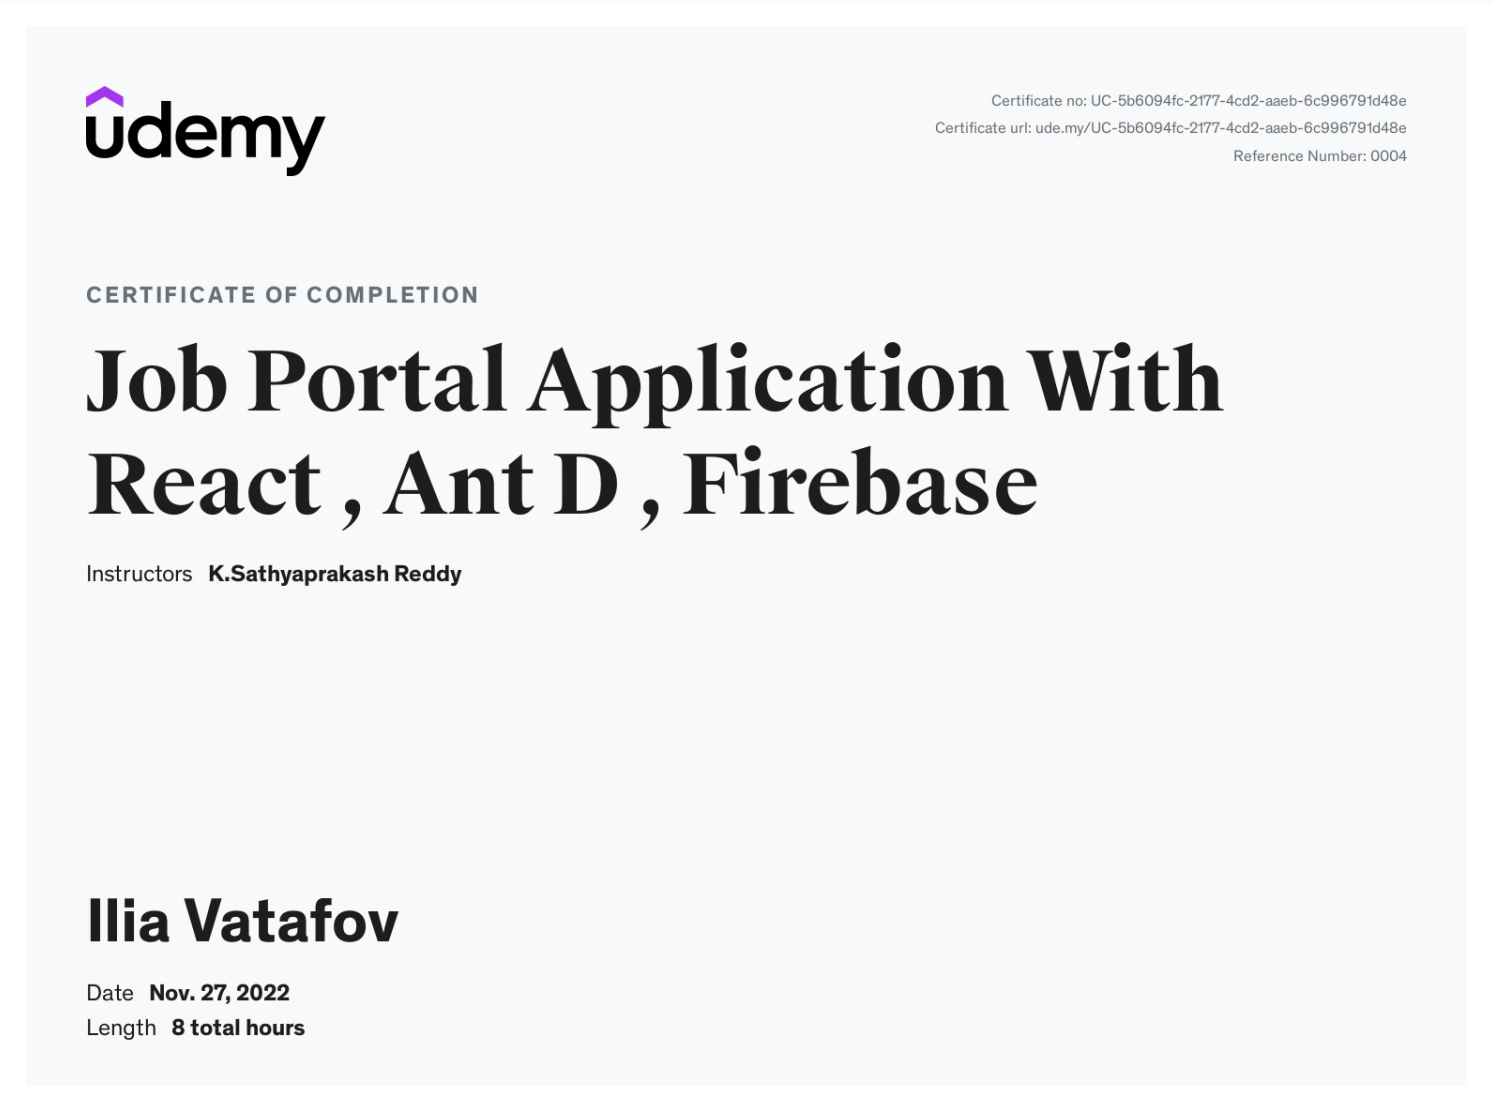 udemy
Certificate no: UC-5b6094fc-2177-4cd2-aaeb-6c996791d48e
Certificate url: ude.my/UC-5b6094fc-2177-4cd2-aaeb-6c996791d48e
Reference Number: 0004
CERTIFICATE OF COMPLETION
Job Portal Application With
React , Ant D , Firebase
Instructors K.Sathyaprakash Reddy
Ilia Vatafov
Date Nov. 27, 2022
Length 8 total hours